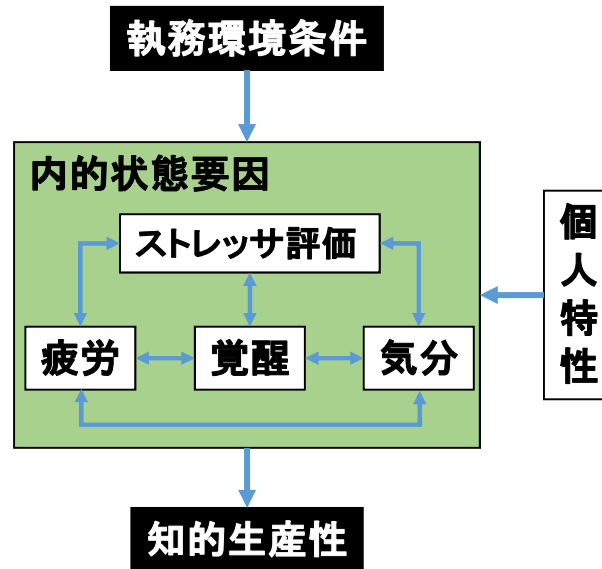 執務環境条件
内的状態要因
ストレッサ評価
疲労
覚醒
気分
個人特性
知的生産性